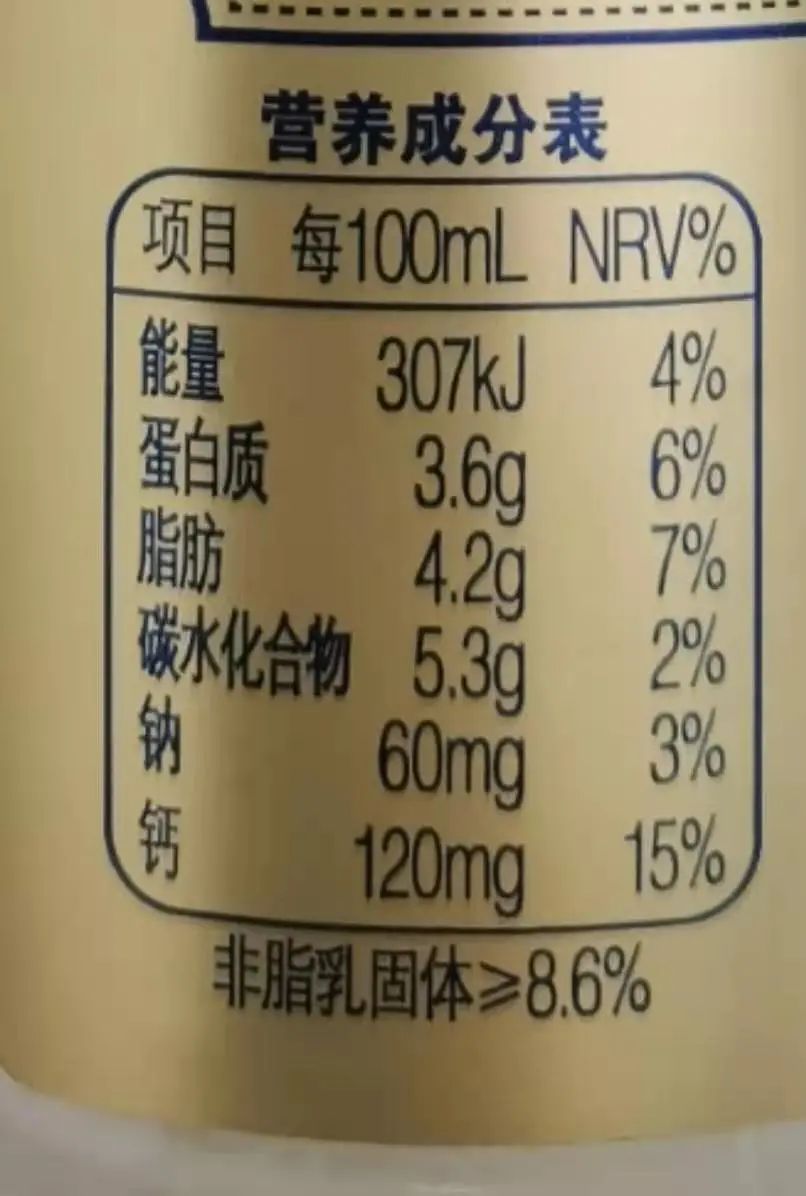 营养成分表
项目 每100mL NRV%
能量 307kJ 4%
蛋白质 3.6g 6%
脂肪 4.2g 7%
碳水化合物 5.3g 2%
钠 60mg 3%
钙 120mg 15%
非脂乳固体≥8.6%